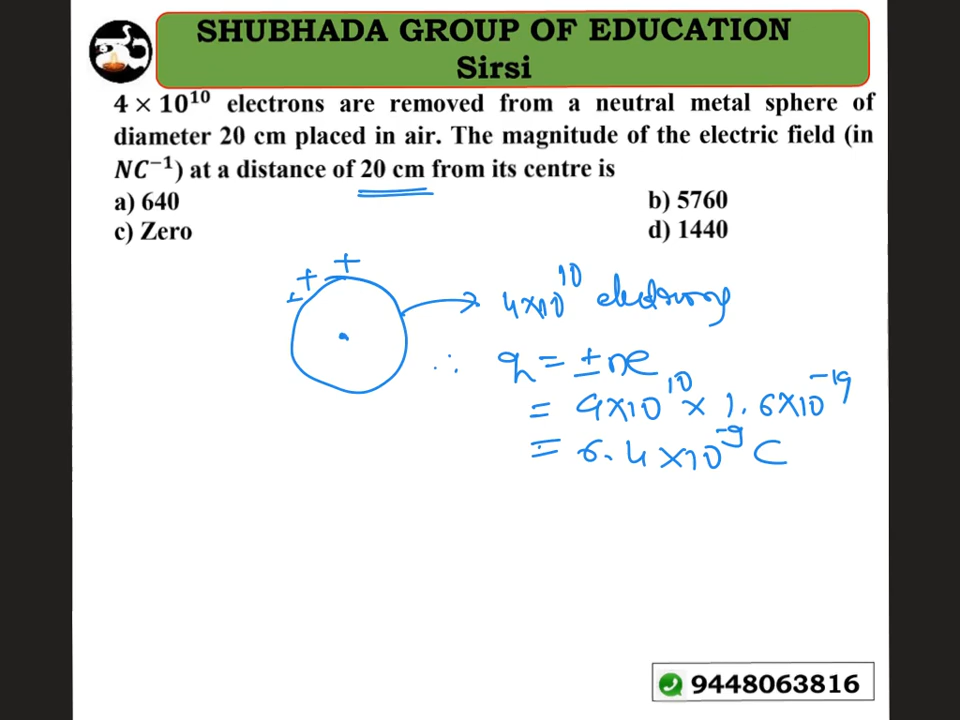 SHUBHADA GROUP OF EDUCATION
Sirsi
4 × 10¹⁰ electrons are removed from a neutral metal sphere of
diameter 20 cm placed in air. The magnitude of the electric field (in
NC⁻¹) at a distance of 20 cm from its centre is
a) 640 b) 5760
c) Zero d) 1440
+ +
4×10¹⁰ electrons
∴ q = ±ne
= 4×10¹⁰ × 1.6×10⁻¹⁹
= 6.4×10⁻⁹ C
9448063816